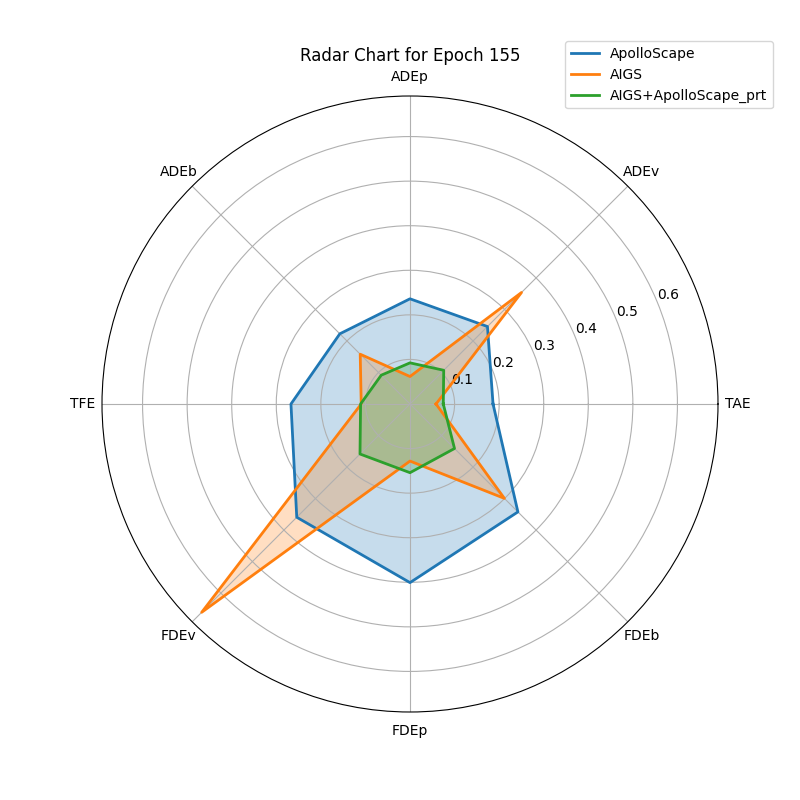 Radar Chart for Epoch 155
ApolloScape
AIGS
AIGS+ApolloScape_prt
ADEp
ADEb
ADEv
0.6
0.5
0.4
0.3
0.2
0.1
TFE
TAE
FDEv
FDEb
FDEp